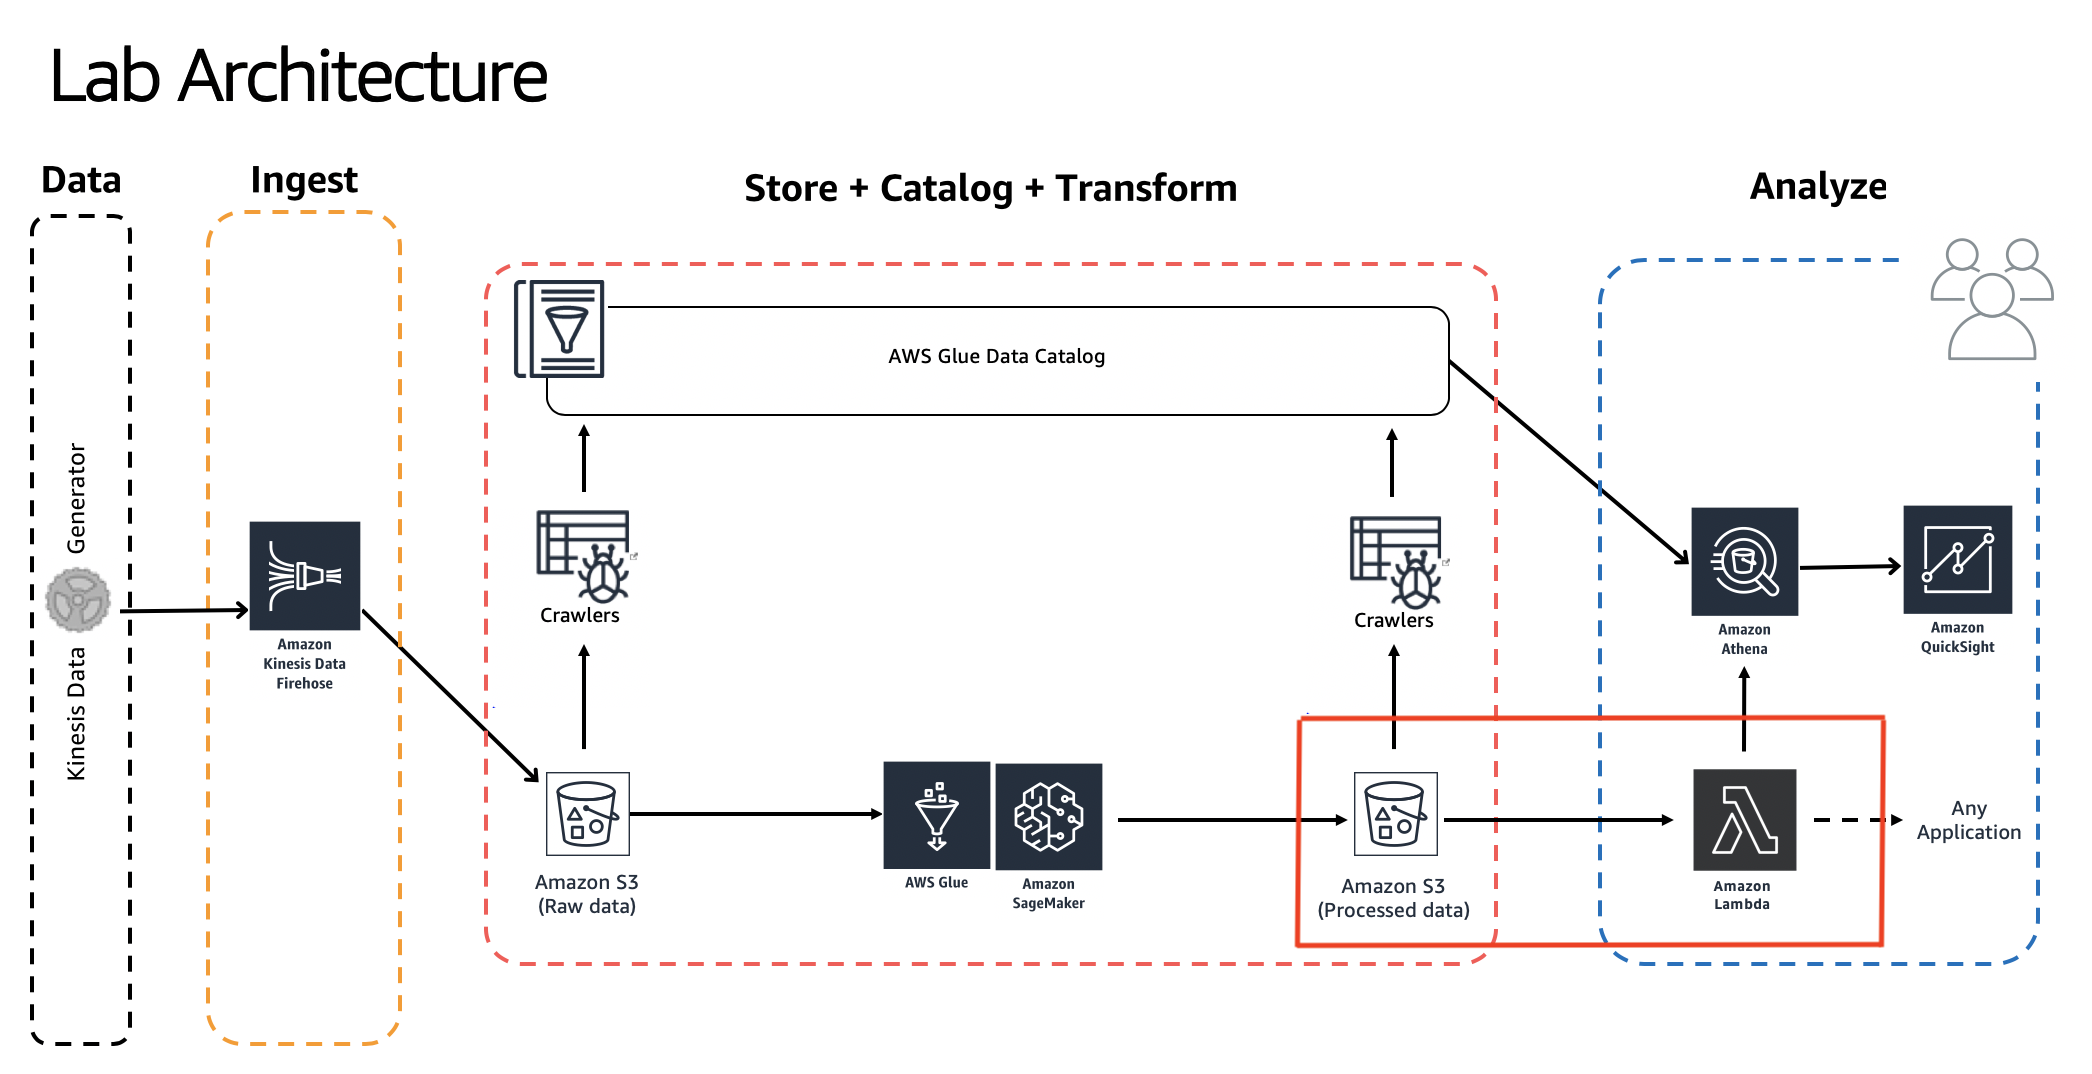 Lab Architecture
Data
Ingest
Store + Catalog + Transform
Analyze
Kinesis Data Generator
Amazon
Kinesis Data
Firehose
AWS Glue Data Catalog
Crawlers
Crawlers
Amazon S3
(Raw data)
AWS Glue
Amazon
SageMaker
Amazon S3
(Processed data)
Amazon
Athena
Amazon
QuickSight
Amazon
Lambda
Any
Application